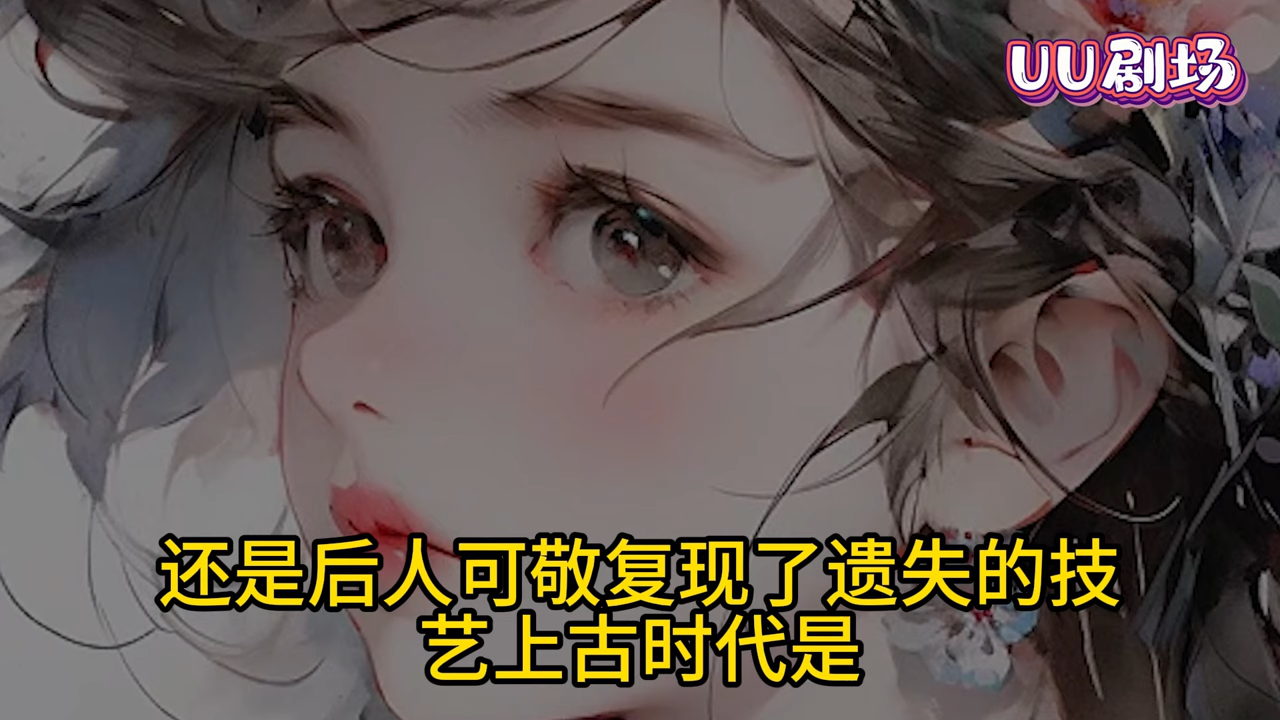 UU剧场
还是后人可敬复现了遗失的技
艺上古时代是